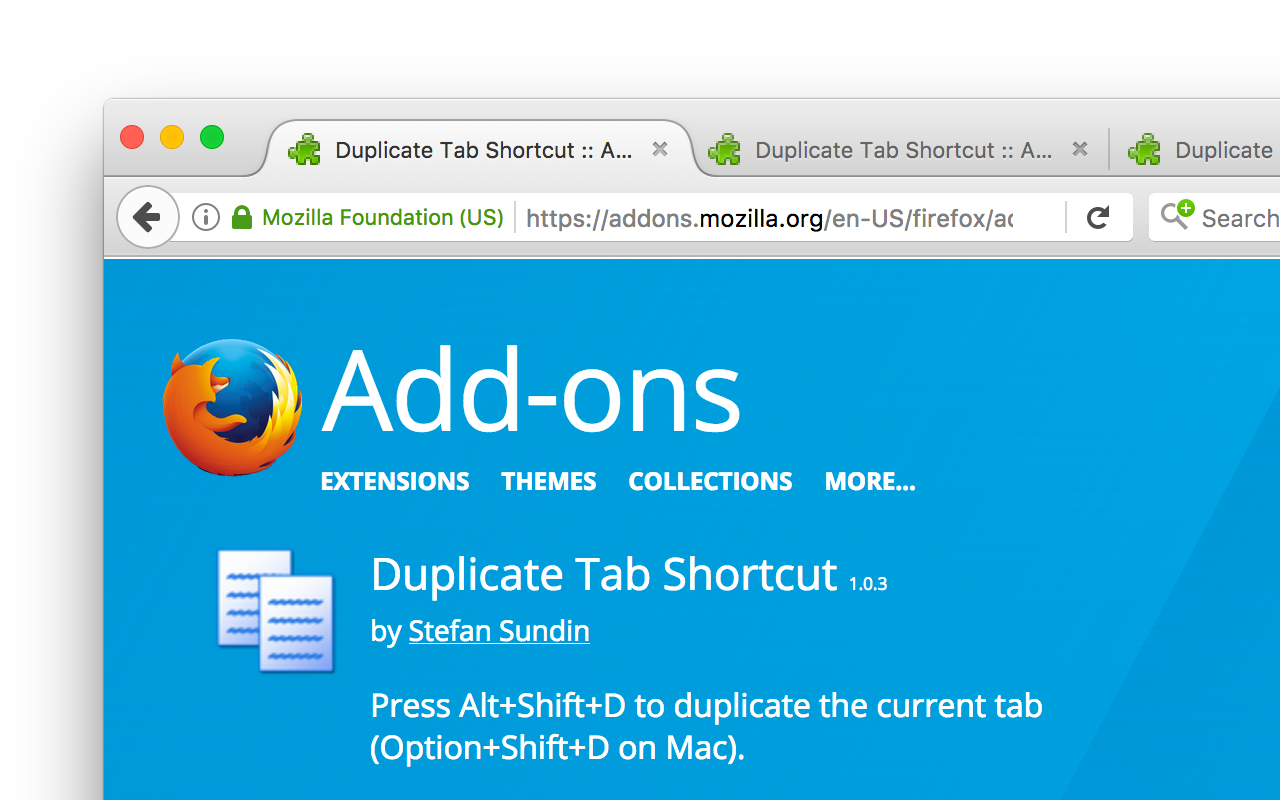 Duplicate Tab Shortcut :: A... Duplicate Tab Shortcut :: A... Duplicate
Mozilla Foundation (US) https://addons.mozilla.org/en-US/firefox/ad Search
Add-ons
EXTENSIONS THEMES COLLECTIONS MORE...
Duplicate Tab Shortcut 1.0.3
by Stefan Sundin
Press Alt+Shift+D to duplicate the current tab
(Option+Shift+D on Mac).